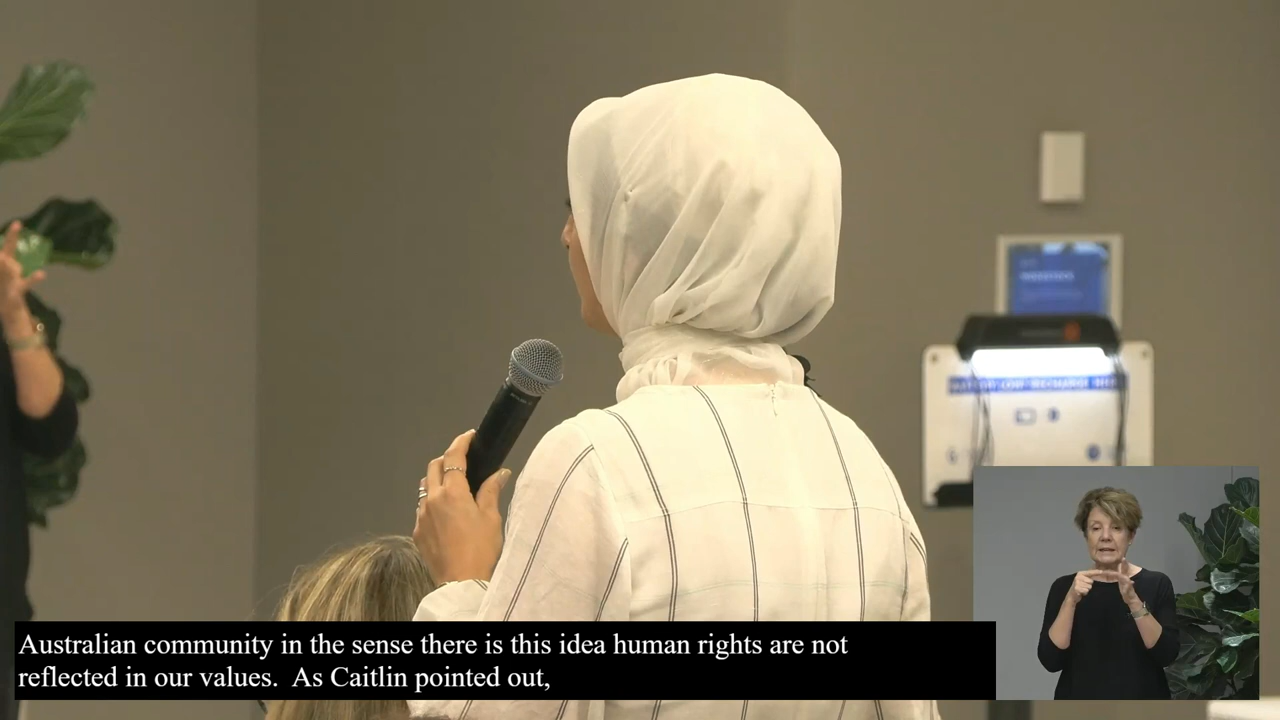 Australian community in the sense there is this idea human rights are not
reflected in our values.  As Caitlin pointed out,